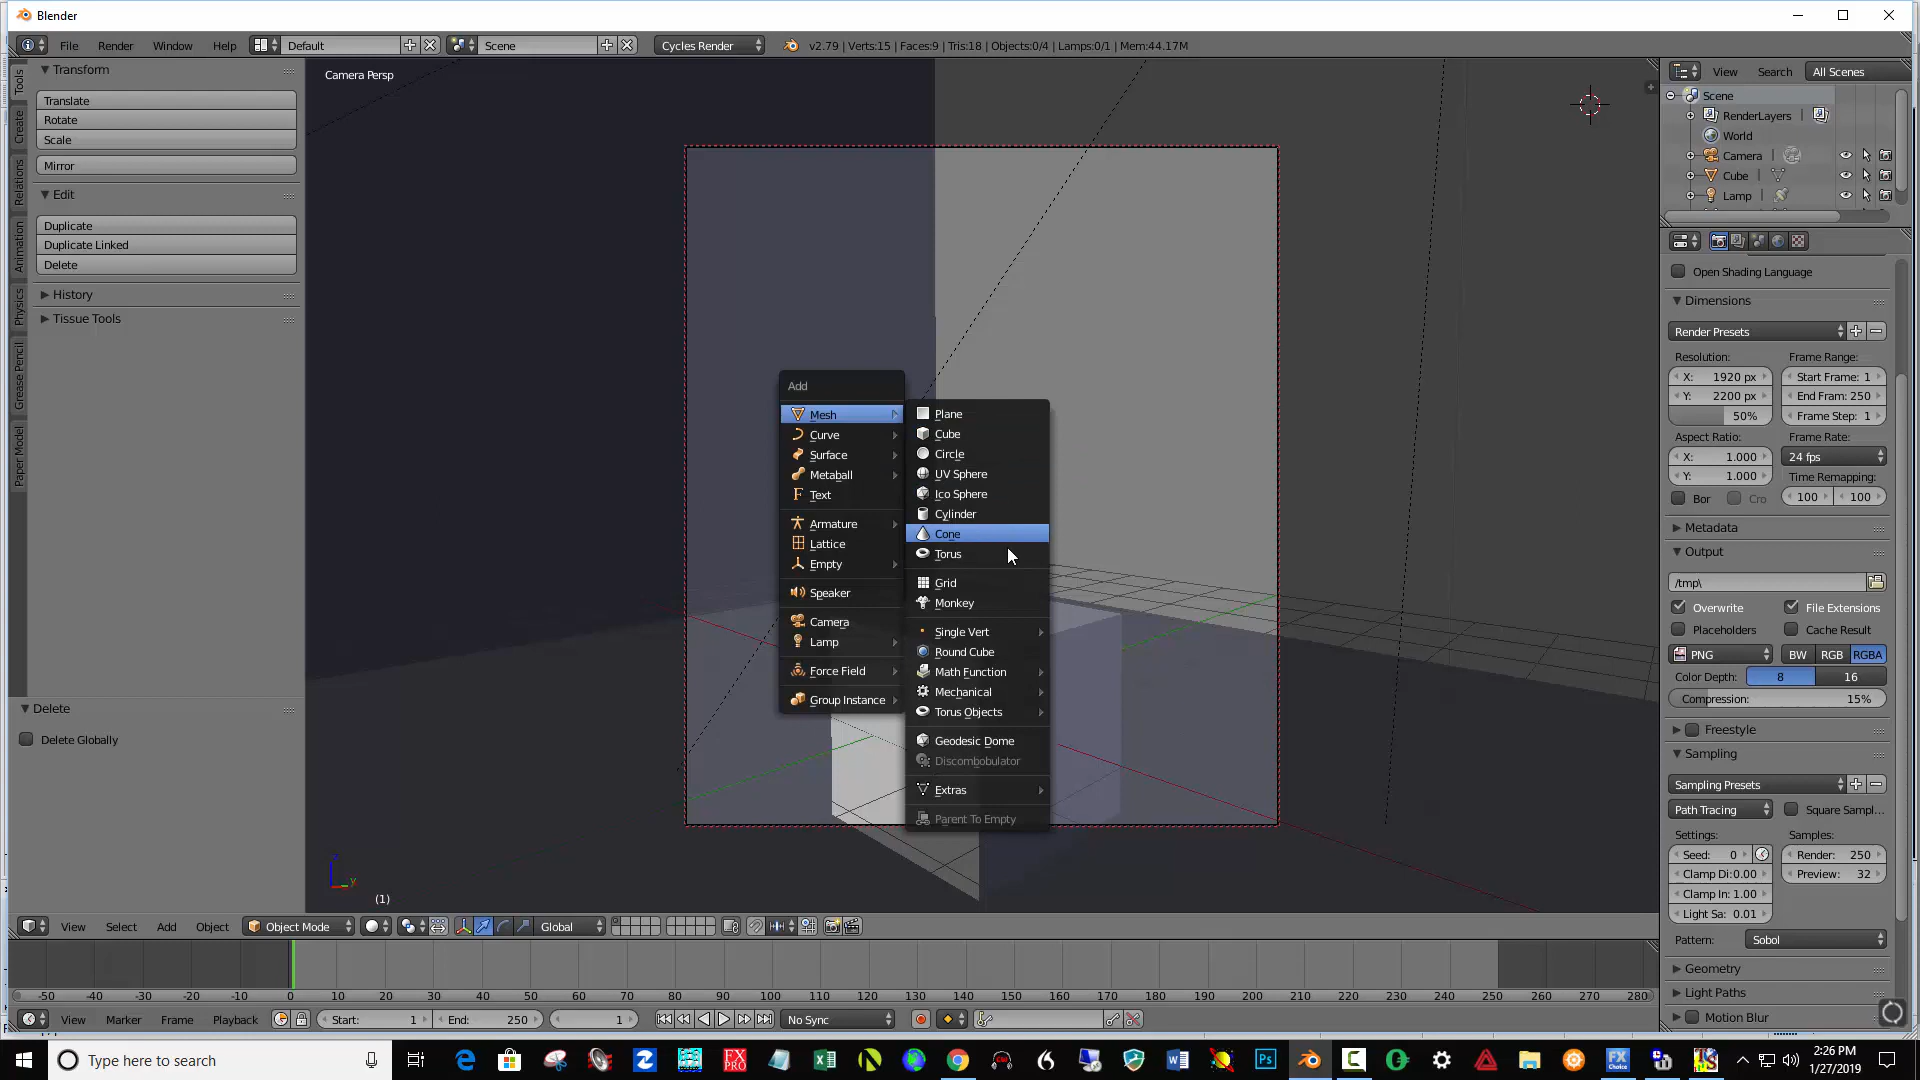 Blender
File Render Window Help Default Scene Cycles Render v2.79 | Verts:15 | Faces:9 | Tris:18 | Objects:0/4 | Lamps:0/1 | Mem:44.17M
Transform
Translate
Rotate
Scale
Mirror
Edit
Duplicate
Duplicate Linked
Delete
History
Tissue Tools
Tools
Create
Relations
Animation
Physics
Grease Pencil
Paper Model
Delete
Delete Globally
Camera Persp
Add
Mesh
Curve
Surface
Metaball
Text
Armature
Lattice
Empty
Speaker
Camera
Lamp
Force Field
Group Instance
Plane
Cube
Circle
UV Sphere
Ico Sphere
Cylinder
Cone
Torus
Grid
Monkey
Single Vert
Round Cube
Math Function
Mechanical
Torus Objects
Geodesic Dome
Discombobulator
Extras
Parent To Empty
(1)
View Select Add Object Object Mode Global
-50 -40 -30 -20 -10 0 10 20 30 40 50 60 70 80 90 100 110 120 130 140 150 160 170 180 190 200 210 220 230 240 250 260 270 280
View Marker Frame Playback Start: 1 End: 250 1 No Sync
View Search All Scenes
Scene
RenderLayers
World
Camera
Cube
Lamp
Open Shading Language
Dimensions
Render Presets
Resolution: Frame Range:
X: 1920 px Start Frame: 1
Y: 2200 px End Fram: 250
50% Frame Step: 1
Aspect Ratio: Frame Rate:
X: 1.000 24 fps
Y: 1.000 Time Remapping:
Bor Cro 100 100
Metadata
Output
/tmp\
Overwrite File Extensions
Placeholders Cache Result
PNG BW RGB RGBA
Color Depth: 8 16
Compression: 15%
Freestyle
Sampling
Sampling Presets
Path Tracing Square Sampl...
Settings: Samples:
Seed: 0 Render: 250
Clamp Di:0.00 Preview: 32
Clamp In: 1.00
Light Sa: 0.01
Pattern: Sobol
Geometry
Light Paths
Motion Blur
Type here to search
2:26 PM
1/27/2019